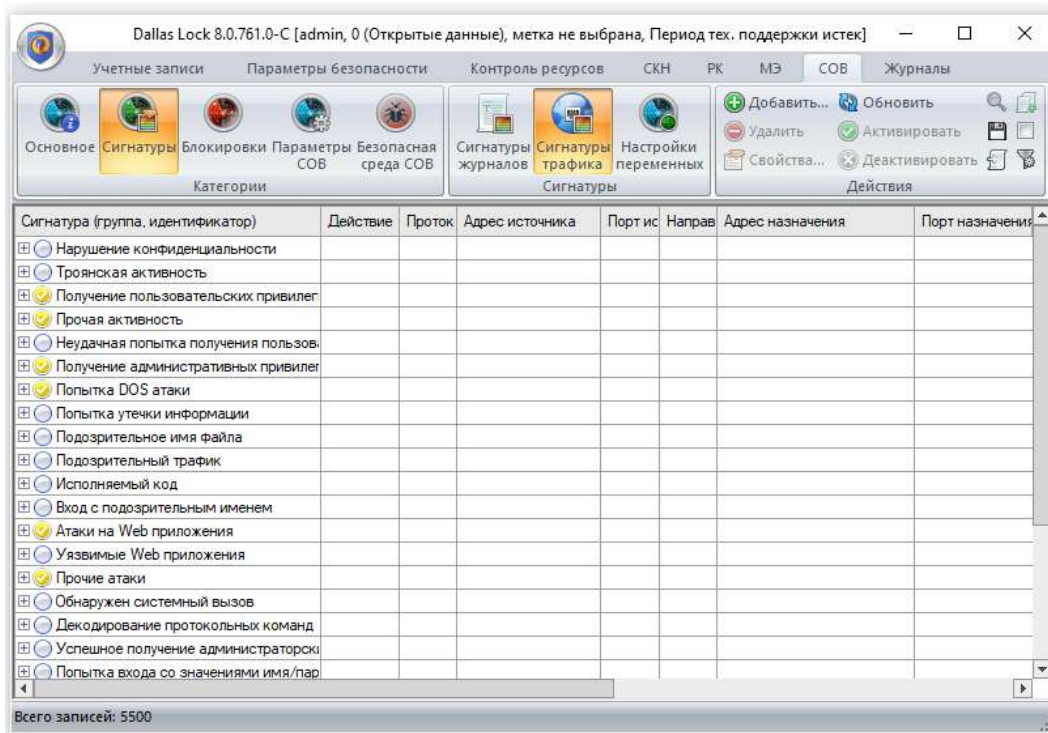 Dallas Lock 8.0.761.0-C [admin, 0 (Открытые данные), метка не выбрана, Период тех. поддержки истек]
Учетные записи Параметры безопасности Контроль ресурсов СКН РК МЭ СОВ Журналы
Основное Сигнатуры Блокировки Параметры СОВ Безопасная среда СОВ
Категории
Сигнатуры журналов Сигнатуры трафика Настройки переменных
Сигнатуры
Добавить... Обновить
Удалить Активировать
Свойства... Деактивировать
Действия
Сигнатура (группа, идентификатор) Действие Проток Адрес источника Порт ис Направ Адрес назначения Порт назначения
Нарушение конфиденциальности
Троянская активность
Получение пользовательских привилег
Прочая активность
Неудачная попытка получения пользов
Получение административных привилег
Попытка DOS атаки
Попытка утечки информации
Подозрительное имя файла
Подозрительный трафик
Исполняемый код
Вход с подозрительным именем
Атаки на Web приложения
Уязвимые Web приложения
Прочие атаки
Обнаружен системный вызов
Декодирование протокольных команд
Успешное получение администраторски
Попытка входа со значениями имя/пар
Всего записей: 5500